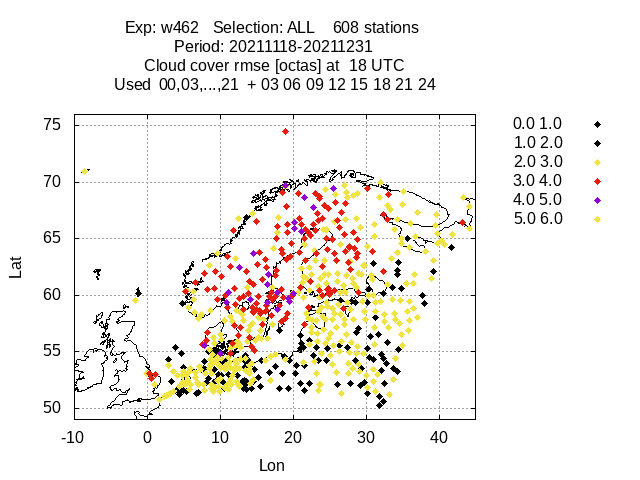 Exp: w462 Selection: ALL 608 stations
Period: 20211118-20211231
Cloud cover rmse [octas] at 18 UTC
Used 00,03,...,21 + 03 06 09 12 15 18 21 24
0.0 1.0
1.0 2.0
2.0 3.0
3.0 4.0
4.0 5.0
5.0 6.0
Lat
75
70
65
60
55
50
-10 0 10 20 30 40
Lon